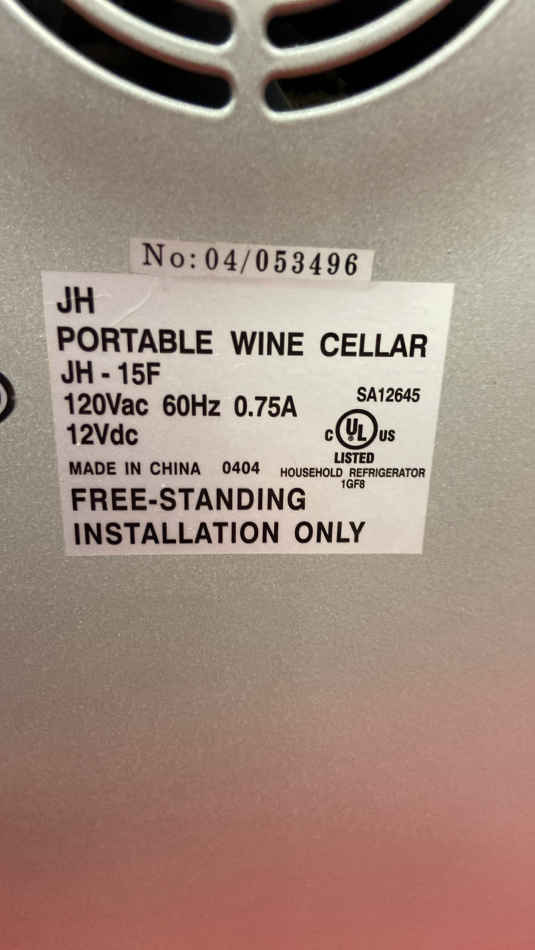 No: 04/053496
JH
PORTABLE WINE CELLAR
JH - 15F
120Vac 60Hz 0.75A
SA12645
12Vdc
C UL US
LISTED
MADE IN CHINA 0404
HOUSEHOLD REFRIGERATOR
1GF8
FREE-STANDING
INSTALLATION ONLY